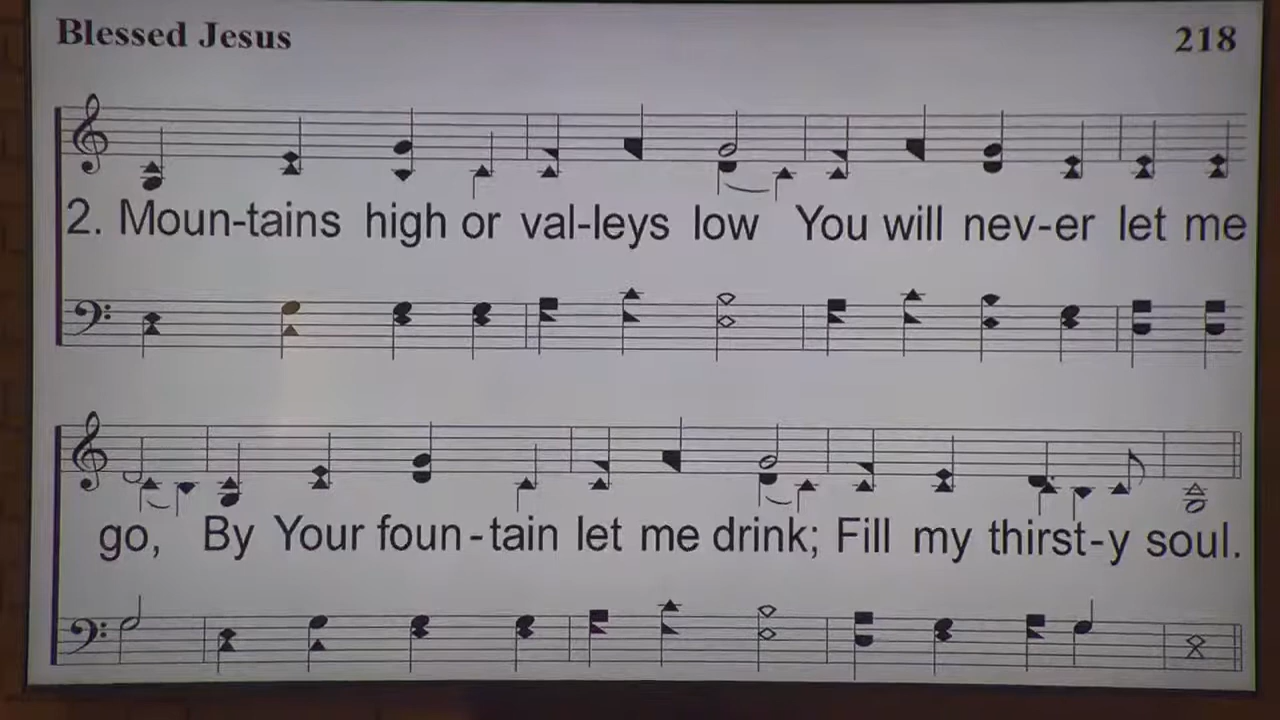 Blessed Jesus 218
2. Moun-tains high or val-leys low You will nev-er let me
go, By Your foun-tain let me drink; Fill my thirst-y soul.